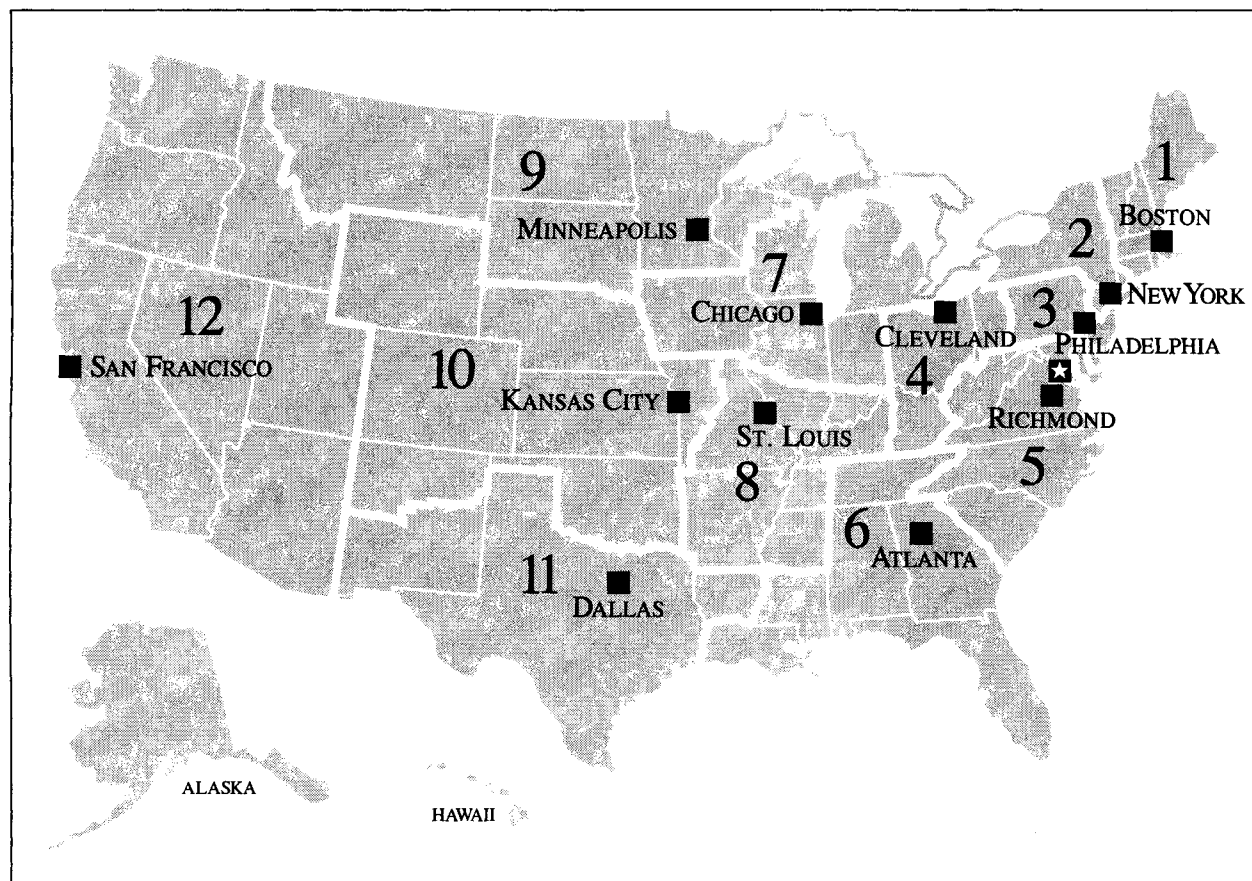 1
BOSTON
9
MINNEAPOLIS
2
7
NEW YORK
12
CHICAGO
3
CLEVELAND
PHILADELPHIA
SAN FRANCISCO
10
4
KANSAS CITY
RICHMOND
ST. LOUIS
5
8
6
ATLANTA
11
DALLAS
ALASKA
HAWAII